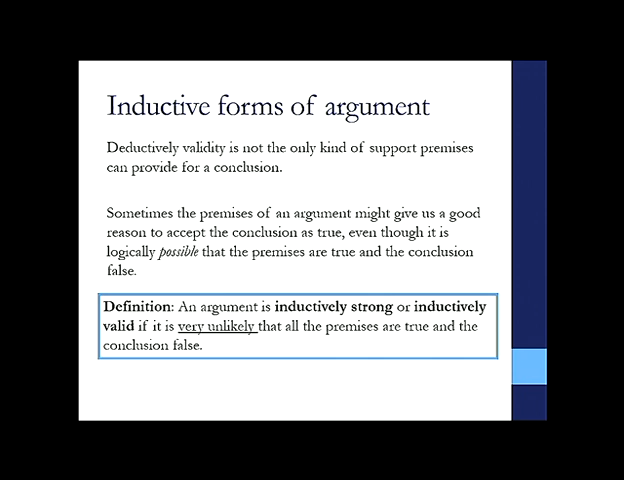 Inductive forms of argument
Deductively validity is not the only kind of support premises
can provide for a conclusion.
Sometimes the premises of an argument might give us a good
reason to accept the conclusion as true, even though it is
logically possible that the premises are true and the conclusion
false.
Definition: An argument is inductively strong or inductively
valid if it is very unlikely that all the premises are true and the
conclusion false.